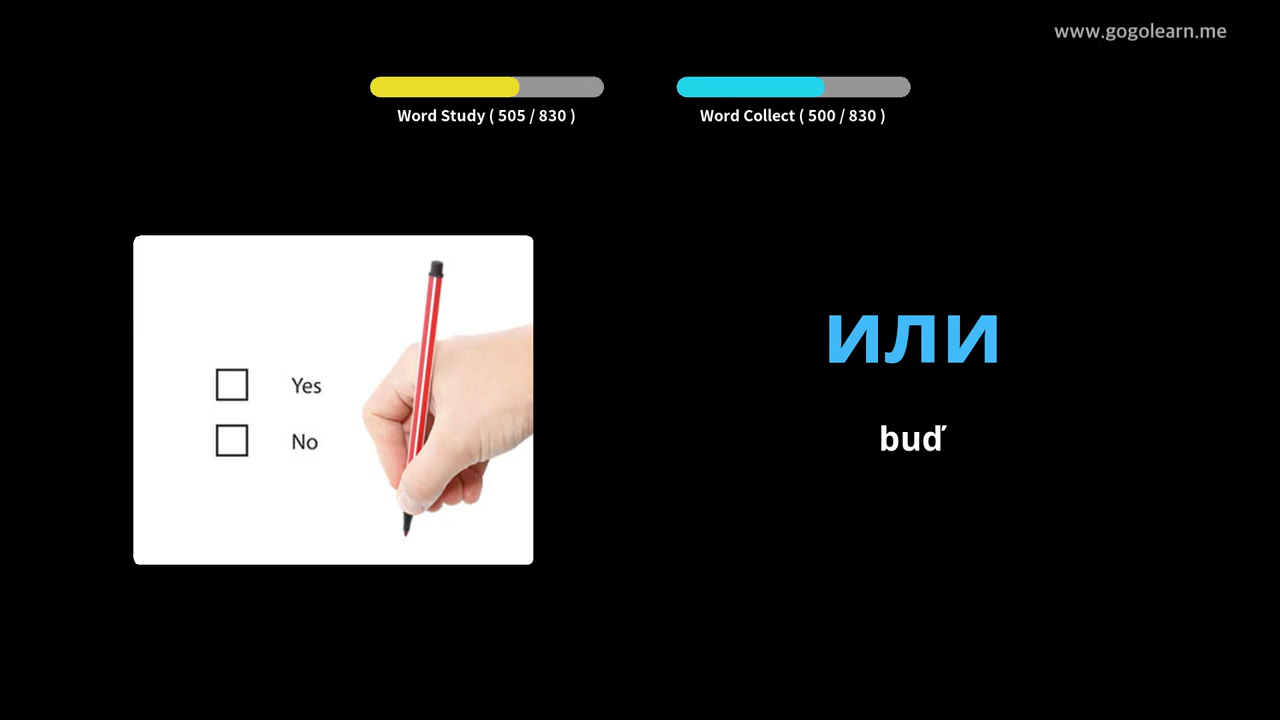 www.gogolearn.me
Word Study ( 505 / 830 )
Word Collect ( 500 / 830 )
Yes
No
или
buď